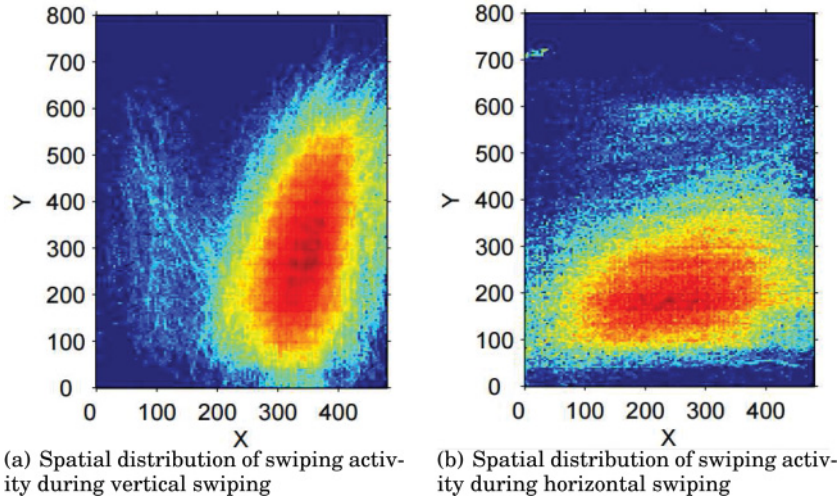 800
700
600
500
400
300
200
100
0
Y
0 100 200 300 400
X
800
700
600
500
400
300
200
100
0
Y
0 100 200 300 400
X
(a) Spatial distribution of swiping activ-
ity during vertical swiping
(b) Spatial distribution of swiping activ-
ity during horizontal swiping